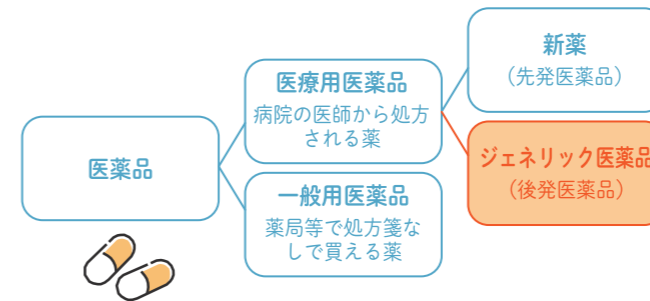 医薬品
医療用医薬品
病院の医師から処方
される薬
一般用医薬品
薬局等で処方箋な
しで買える薬
新薬
（先発医薬品）
ジェネリック医薬品
（後発医薬品）